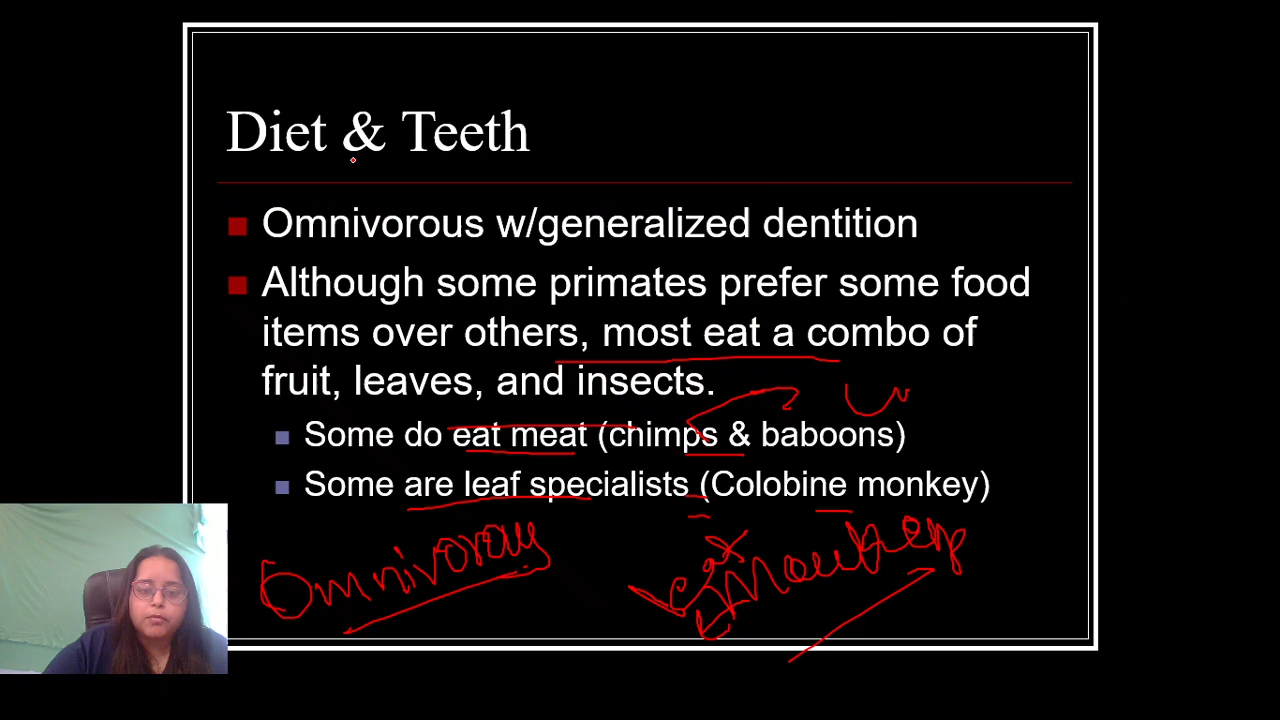 Diet & Teeth
Omnivorous w/generalized dentition
Although some primates prefer some food
items over others, most eat a combo of
fruit, leaves, and insects.
Some do eat meat (chimps & baboons)
Some are leaf specialists (Colobine monkey)